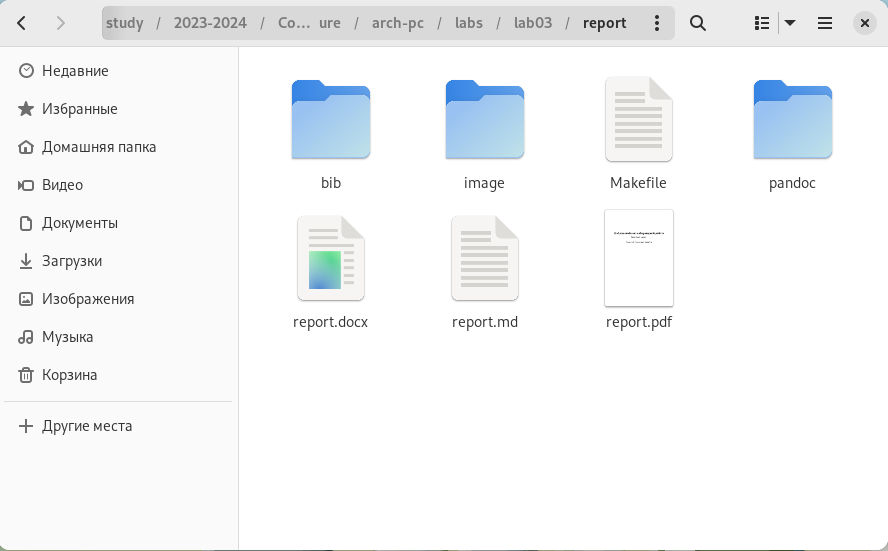 study / 2023-2024 / Co… ure / arch-pc / labs / lab03 / report
Недавние
Избранные
Домашняя папка
Видео
Документы
Загрузки
Изображения
Музыка
Корзина
Другие места
bib image Makefile pandoc
report.docx report.md report.pdf